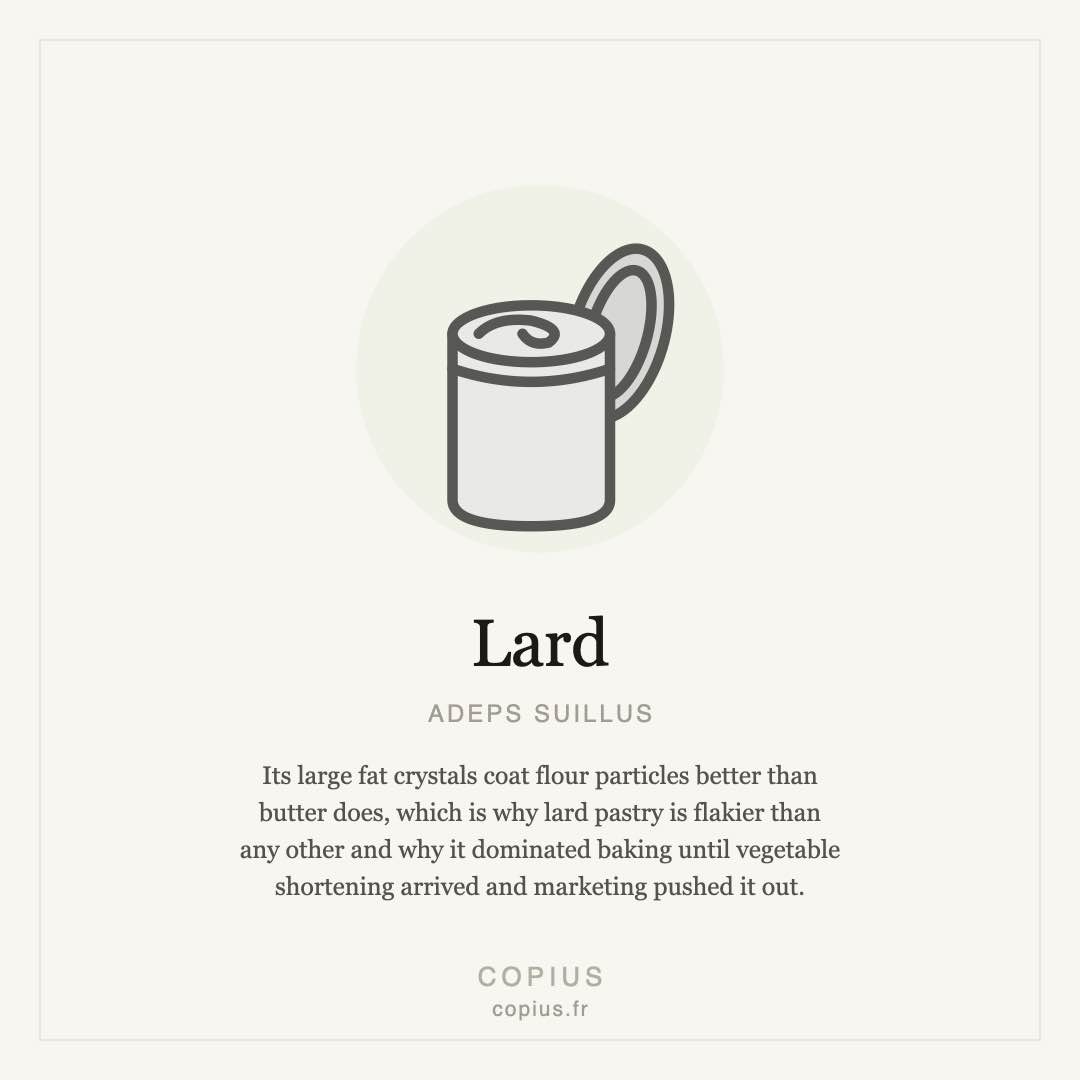 Lard
ADEPS SUILLUS
Its large fat crystals coat flour particles better than
butter does, which is why lard pastry is flakier than
any other and why it dominated baking until vegetable
shortening arrived and marketing pushed it out.
COPIUS
copius.fr